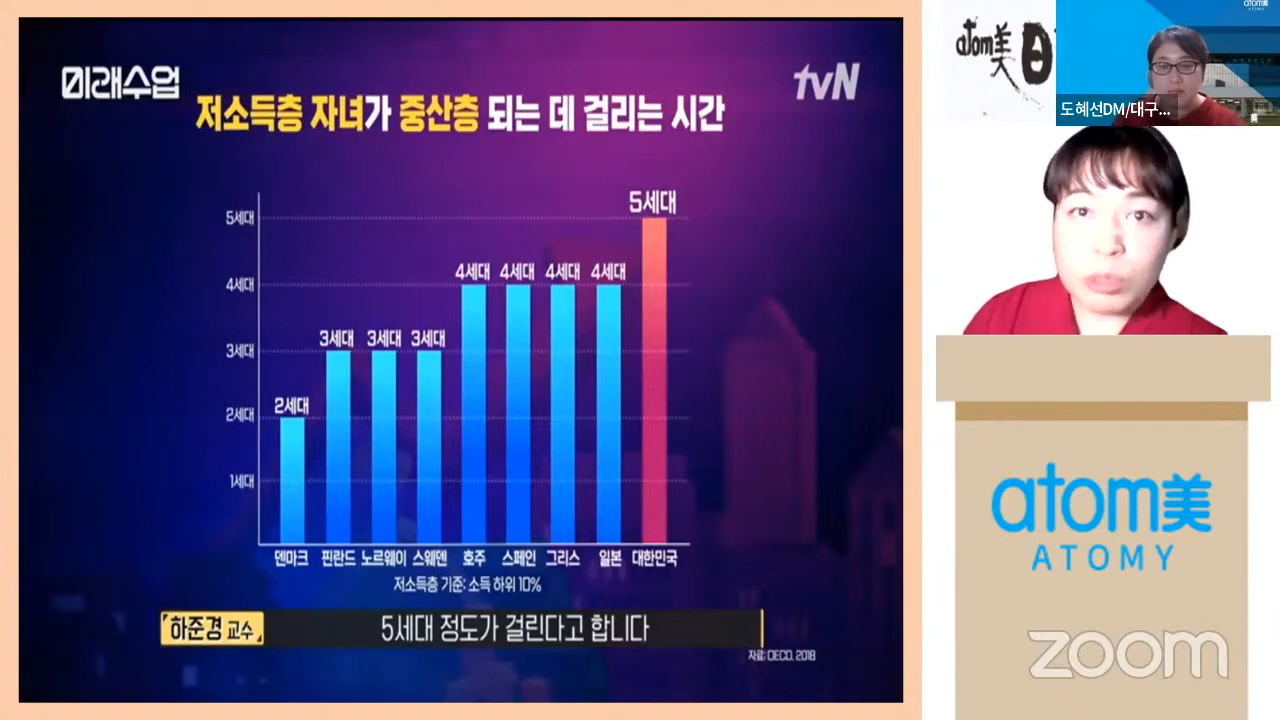 미래수업
tvN
저소득층 자녀가 중산층 되는 데 걸리는 시간
5세대
4세대
3세대
2세대
1세대
2세대
3세대
3세대
3세대
4세대
4세대
4세대
4세대
5세대
덴마크 핀란드 노르웨이 스웨덴 호주 스페인 그리스 일본 대한민국
저소득층 기준: 소득 하위 10%
하준경 교수
5세대 정도가 걸린다고 합니다
자료: OECD, 2018
atom美
atom美
ATOMY
도혜선DM/대구...
atom美
ATOMY
zoom